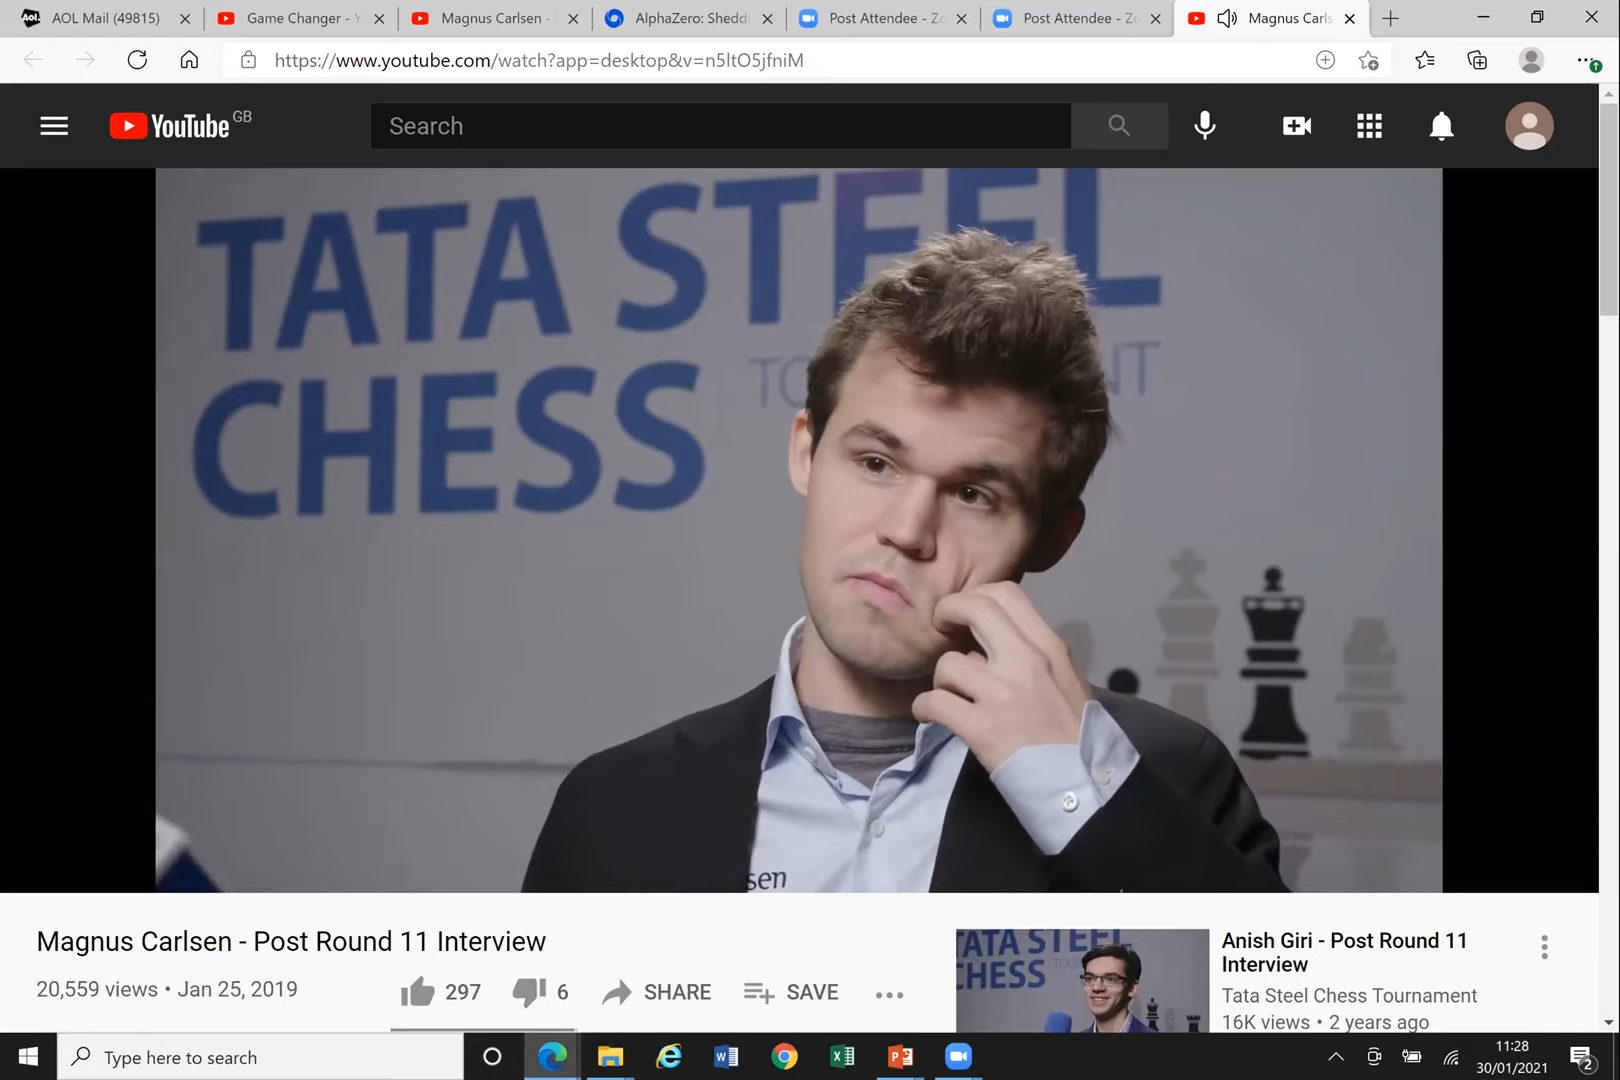 AOL Mail (49815)
Game Changer - Y
Magnus Carlsen -
AlphaZero: Sheddi
Post Attendee - Zo
Post Attendee - Zo
Magnus Carls
https://www.youtube.com/watch?app=desktop&v=n5ltO5jfniM
YouTube GB
Search
TATA STEEL
CHESS
sen
Magnus Carlsen - Post Round 11 Interview
20,559 views • Jan 25, 2019
297
6
SHARE
SAVE
TATA STEEL
CHESS
Anish Giri - Post Round 11
Interview
Tata Steel Chess Tournament
16K views • 2 years ago
Type here to search
11:28
30/01/2021
2